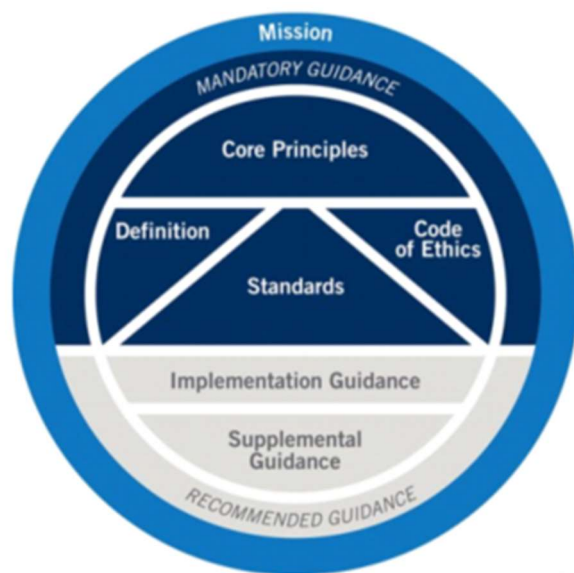 Mission
MANDATORY GUIDANCE
Core Principles
Definition
Code
of Ethics
Standards
Implementation Guidance
Supplemental
Guidance
RECOMMENDED GUIDANCE